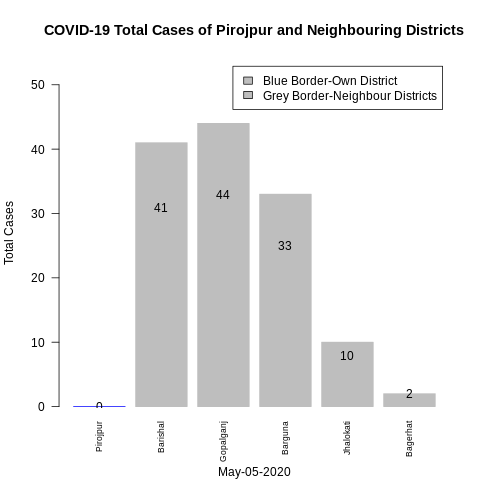 COVID-19 Total Cases of Pirojpur and Neighbouring Districts
Blue Border-Own District
Grey Border-Neighbour Districts
Total Cases
50
40
30
20
10
0
0
41
44
33
10
2
Pirojpur
Barishal
Gopalganj
Barguna
Jhalokati
Bagerhat
May-05-2020